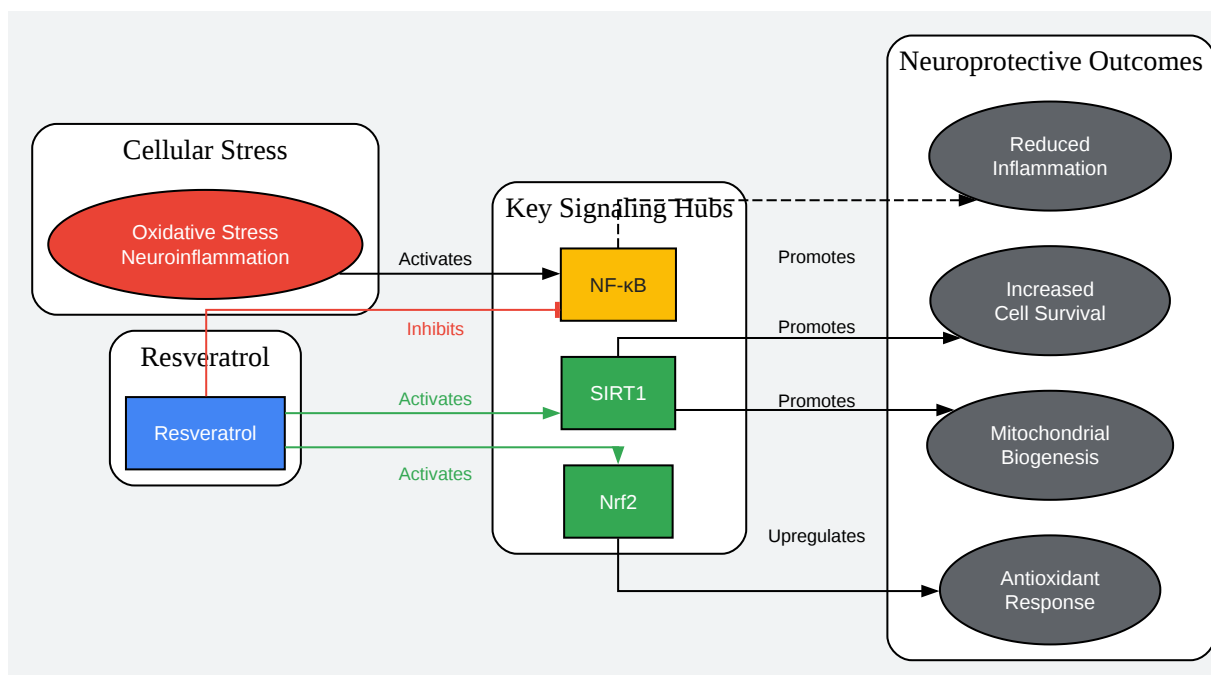 Neuroprotective Outcomes
Cellular Stress
Reduced
Inflammation
Key Signaling Hubs
Oxidative Stress
Neuroinflammation
Activates
Promotes
NF-κB
Increased
Cell Survival
Inhibits
Promotes
Resveratrol
SIRT1
Activates
Promotes
Resveratrol
Mitochondrial
Biogenesis
Activates
Nrf2
Upregulates
Antioxidant
Response